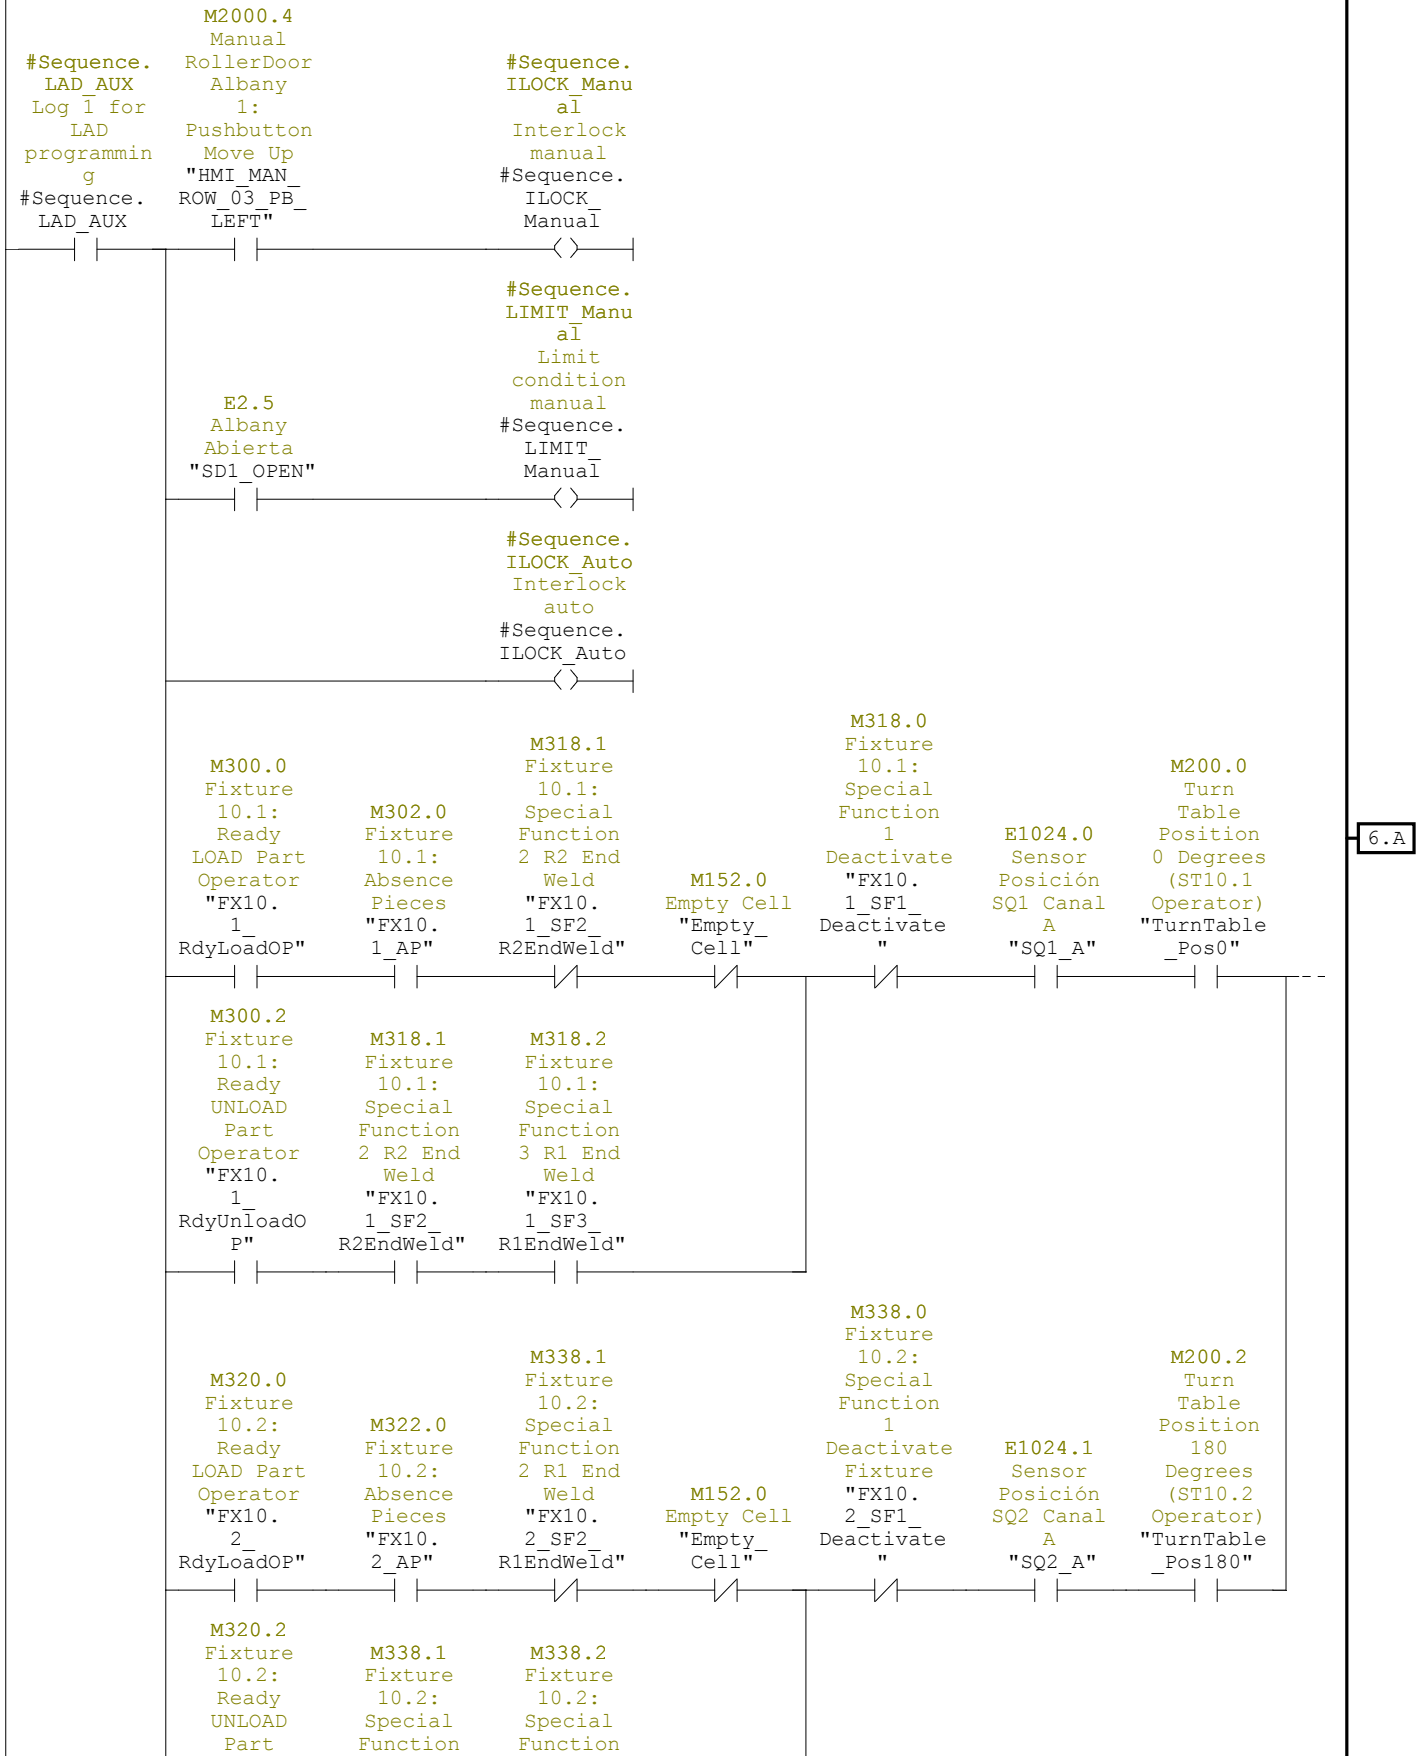 #Sequence.
LAD_AUX
Log 1 for
LAD
programmin
g
#Sequence.
LAD_AUX
M2000.4
Manual
RollerDoor
Albany
1:
Pushbutton
Move Up
"HMI_MAN_
ROW_03_PB_
LEFT"
#Sequence.
ILOCK_Manu
al
Interlock
manual
#Sequence.
ILOCK_
Manual
E2.5
Albany
Abierta
"SD1_OPEN"
#Sequence.
LIMIT_Manu
al
Limit
condition
manual
#Sequence.
LIMIT_
Manual
#Sequence.
ILOCK_Auto
Interlock
auto
#Sequence.
ILOCK_Auto
M300.0
Fixture
10.1:
Ready
LOAD Part
Operator
"FX10.
1_
RdyLoadOP"
M302.0
Fixture
10.1:
Absence
Pieces
"FX10.
1_AP"
M318.1
Fixture
10.1:
Special
Function
2 R2 End
Weld
"FX10.
1_SF2_
R2EndWeld"
M152.0
Empty Cell
"Empty_
Cell"
M318.0
Fixture
10.1:
Special
Function
1
Deactivate
"FX10.
1_SF1_
Deactivate
"
E1024.0
Sensor
Posición
SQ1 Canal
A
"SQ1_A"
M200.0
Turn
Table
Position
0 Degrees
(ST10.1
Operator)
"TurnTable
_Pos0"
6.A
M300.2
Fixture
10.1:
Ready
UNLOAD
Part
Operator
"FX10.
1_
RdyUnloadO
P"
M318.1
Fixture
10.1:
Special
Function
2 R2 End
Weld
"FX10.
1_SF2_
R2EndWeld"
M318.2
Fixture
10.1:
Special
Function
3 R1 End
Weld
"FX10.
1_SF3_
R1EndWeld"
M320.0
Fixture
10.2:
Ready
LOAD Part
Operator
"FX10.
2_
RdyLoadOP"
M322.0
Fixture
10.2:
Absence
Pieces
"FX10.
2_AP"
M338.1
Fixture
10.2:
Special
Function
2 R1 End
Weld
"FX10.
2_SF2_
R1EndWeld"
M152.0
Empty Cell
"Empty_
Cell"
M338.0
Fixture
10.2:
Special
Function
1
Deactivate
Fixture
"FX10.
2_SF1_
Deactivate
"
E1024.1
Sensor
Posición
SQ2 Canal
A
"SQ2_A"
M200.2
Turn
Table
Position
180
Degrees
(ST10.2
Operator)
"TurnTable
_Pos180"
M320.2
Fixture
10.2:
Ready
UNLOAD
Part
M338.1
Fixture
10.2:
Special
Function
M338.2
Fixture
10.2:
Special
Function